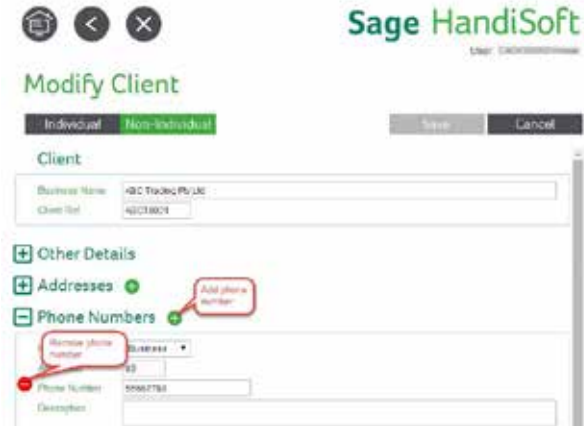 Sage HandiSoft
User:
Modify Client
Individual Non-Individual Save Cancel
Client
Business Name ABC Trading Pty Ltd
Client Ref
Other Details
Addresses
Add phone
number
Phone Numbers
Remove phone
number
Business
Phone Number
Description